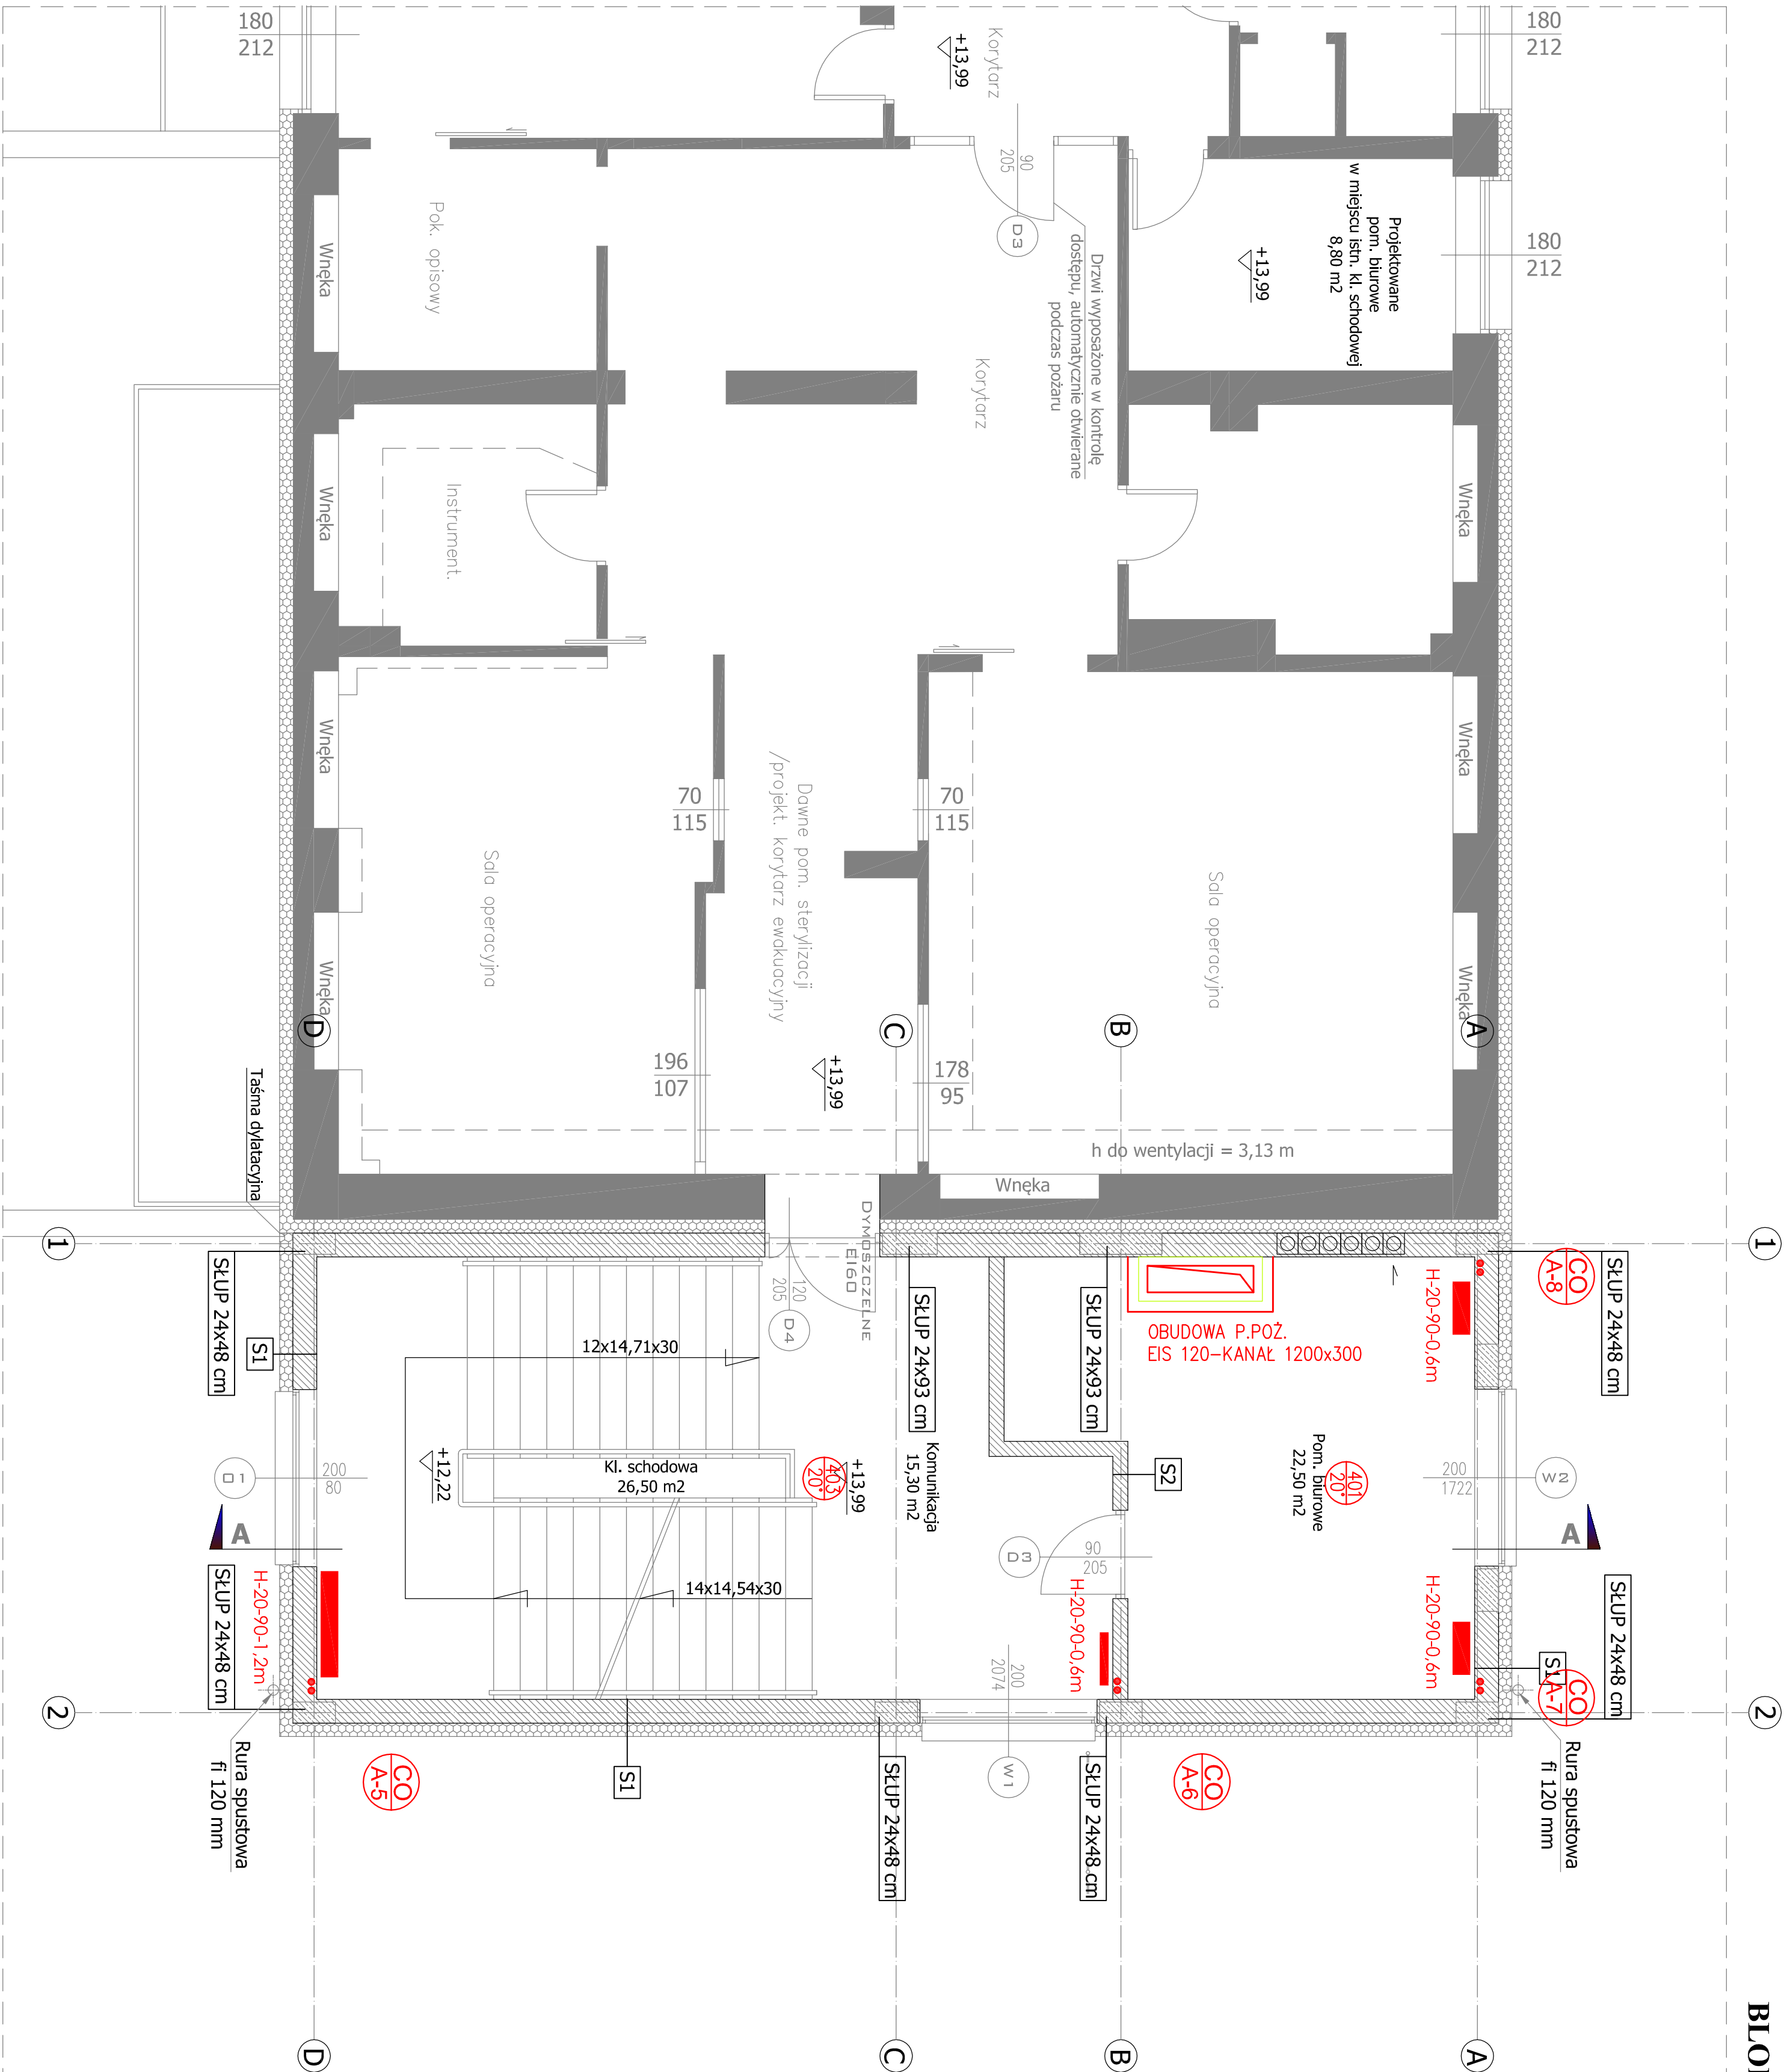 180
212
180
212
180
212
Korytarz
+13,99
90
205
D3
Projektowane
pom. biurowe
w miejscu istn. kl. schodowej
8,80 m2
+13,99
Drzwi wyposażone w kontrolę
dostępu, automatycznie otwierane
podczas pożaru
Pok. opisowy
Wnęka
Korytarz
Wnęka
Instrument.
Wnęka
Wnęka
Wnęka
70
115
70
115
Dawne pom. sterylizacji
/projekt. korytarz ewakuacyjny
Sala operacyjna
Sala operacyjna
Wnęka
Wnęka
D
C
B
A
196
107
+13,99
178
95
h do wentylacji = 3,13 m
Wnęka
Taśma dylatacyjna
DYMOSZCZELNE
EI60
120
205
D4
1
1
SŁUP 24x48 cm
S1
SŁUP 24x93 cm
SŁUP 24x93 cm
OBUDOWA P.POŻ.
EIS 120-KANAŁ 1200x300
H-20-90-0,6m
CO
A-8
SŁUP 24x48 cm
12x14,71x30
Kl. schodowa
26,50 m2
+12,22
403
20°
+13,99
Komunikacja
15,30 m2
S2
Pom. biurowe
22,50 m2
401
20°
200
80
O1
200
1722
W2
A
A
14x14,54x30
D3
90
205
H-20-90-0,6m
H-20-90-0,6m
SŁUP 24x48 cm
H-20-90-1,2m
200
2074
W1
S1
CO
A-7
SŁUP 24x48 cm
2
2
Rura spustowa
fi 120 mm
CO
A-5
S1
SŁUP 24x48 cm
SŁUP 24x48 cm
CO
A-6
Rura spustowa
fi 120 mm
D
C
B
A